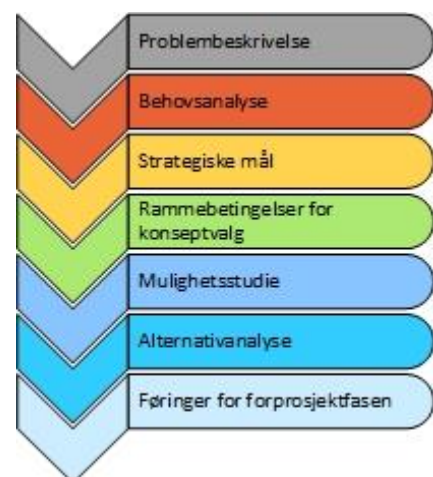 Problembeskrivelse
Behovsanalyse
Strategiske mål
Rammebetingelser for
konseptvalg
Mulighetsstudie
Alternativanalyse
Føringer for forprosjektfasen